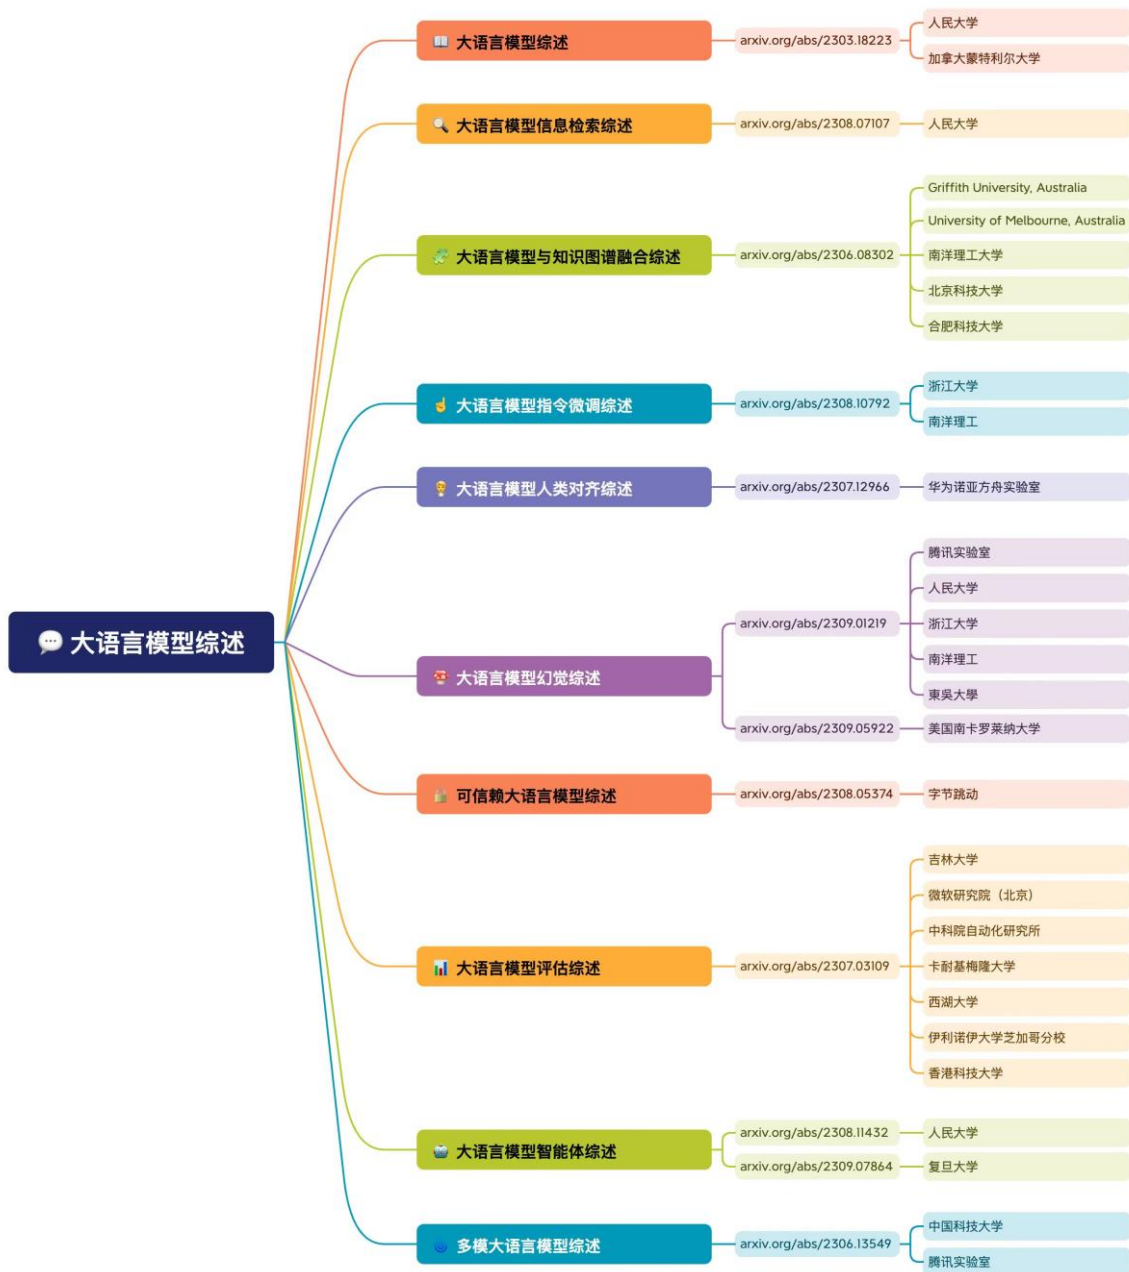 大语言模型综述
大语言模型综述
arxiv.org/abs/2303.18223
人民大学
加拿大蒙特利尔大学
大语言模型信息检索综述
arxiv.org/abs/2308.07107
人民大学
大语言模型与知识图谱融合综述
arxiv.org/abs/2306.08302
Griffith University, Australia
University of Melbourne, Australia
南洋理工大学
北京科技大学
合肥科技大学
大语言模型指令微调综述
arxiv.org/abs/2308.10792
浙江大学
南洋理工
大语言模型人类对齐综述
arxiv.org/abs/2307.12966
华为诺亚方舟实验室
大语言模型幻觉综述
arxiv.org/abs/2309.01219
腾讯实验室
人民大学
浙江大学
南洋理工
東吳大學
arxiv.org/abs/2309.05922
美国南卡罗莱纳大学
可信赖大语言模型综述
arxiv.org/abs/2308.05374
字节跳动
大语言模型评估综述
arxiv.org/abs/2307.03109
吉林大学
微软研究院（北京）
中科院自动化研究所
卡耐基梅隆大学
西湖大学
伊利诺伊大学芝加哥分校
香港科技大学
大语言模型智能体综述
arxiv.org/abs/2308.11432
人民大学
arxiv.org/abs/2309.07864
复旦大学
多模大语言模型综述
arxiv.org/abs/2306.13549
中国科技大学
腾讯实验室